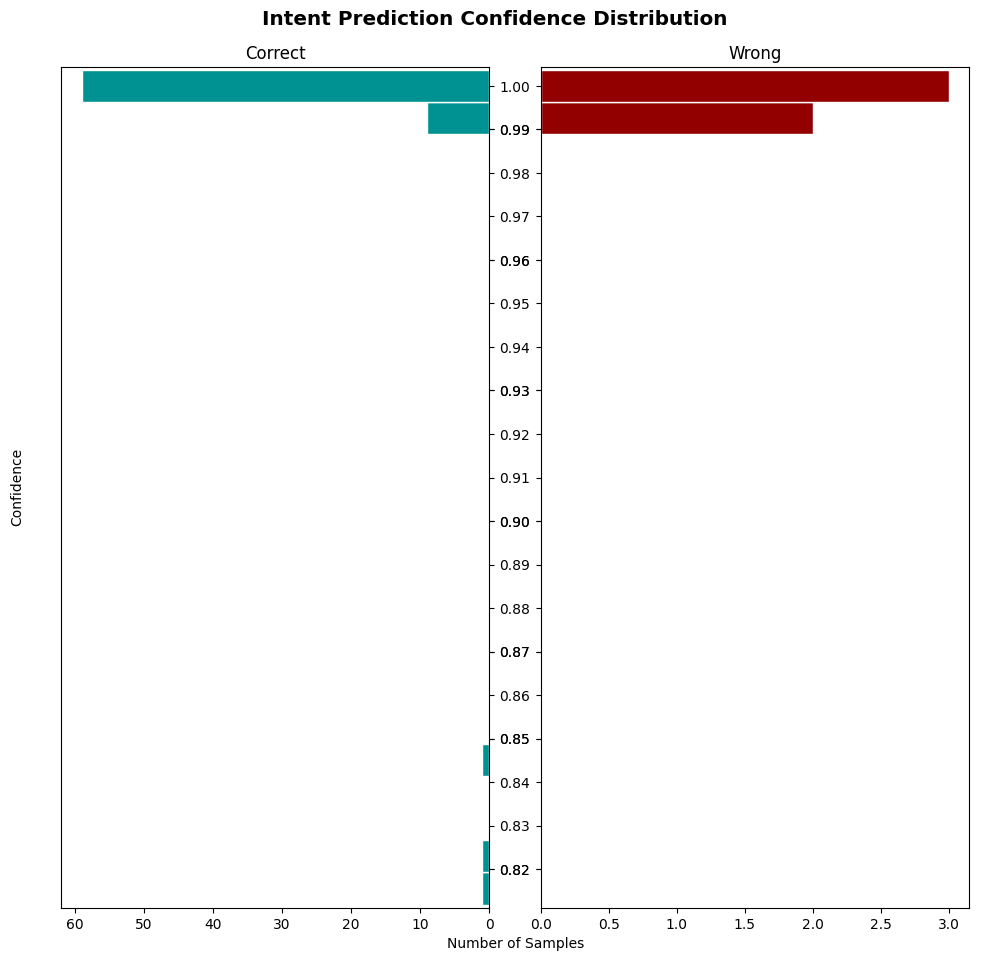 Intent Prediction Confidence Distribution
Correct
Wrong
1.00
0.99
0.98
0.97
0.96
0.95
0.94
0.93
0.92
0.91
0.90
0.89
0.88
0.87
0.86
0.85
0.84
0.83
0.82
Confidence
60 50 40 30 20 10 0
0.0 0.5 1.0 1.5 2.0 2.5 3.0
Number of Samples